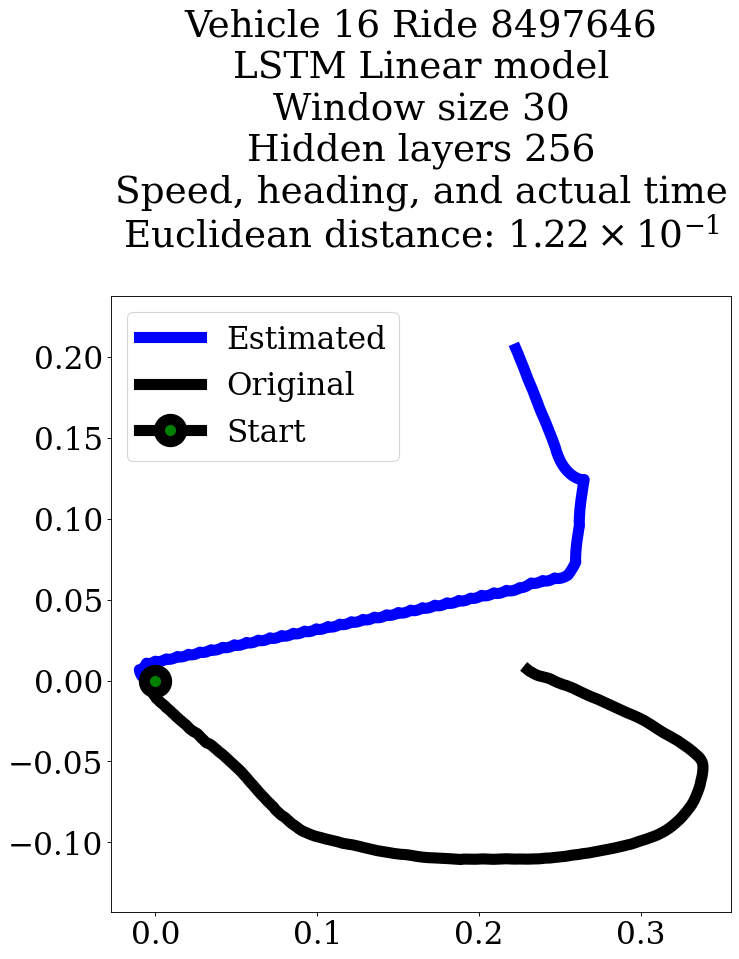 Vehicle 16 Ride 8497646
LSTM Linear model
Window size 30
Hidden layers 256
Speed, heading, and actual time
Euclidean distance: 1.22 × 10⁻¹
Estimated
Original
Start
0.20
0.15
0.10
0.05
0.00
−0.05
−0.10
0.0 0.1 0.2 0.3